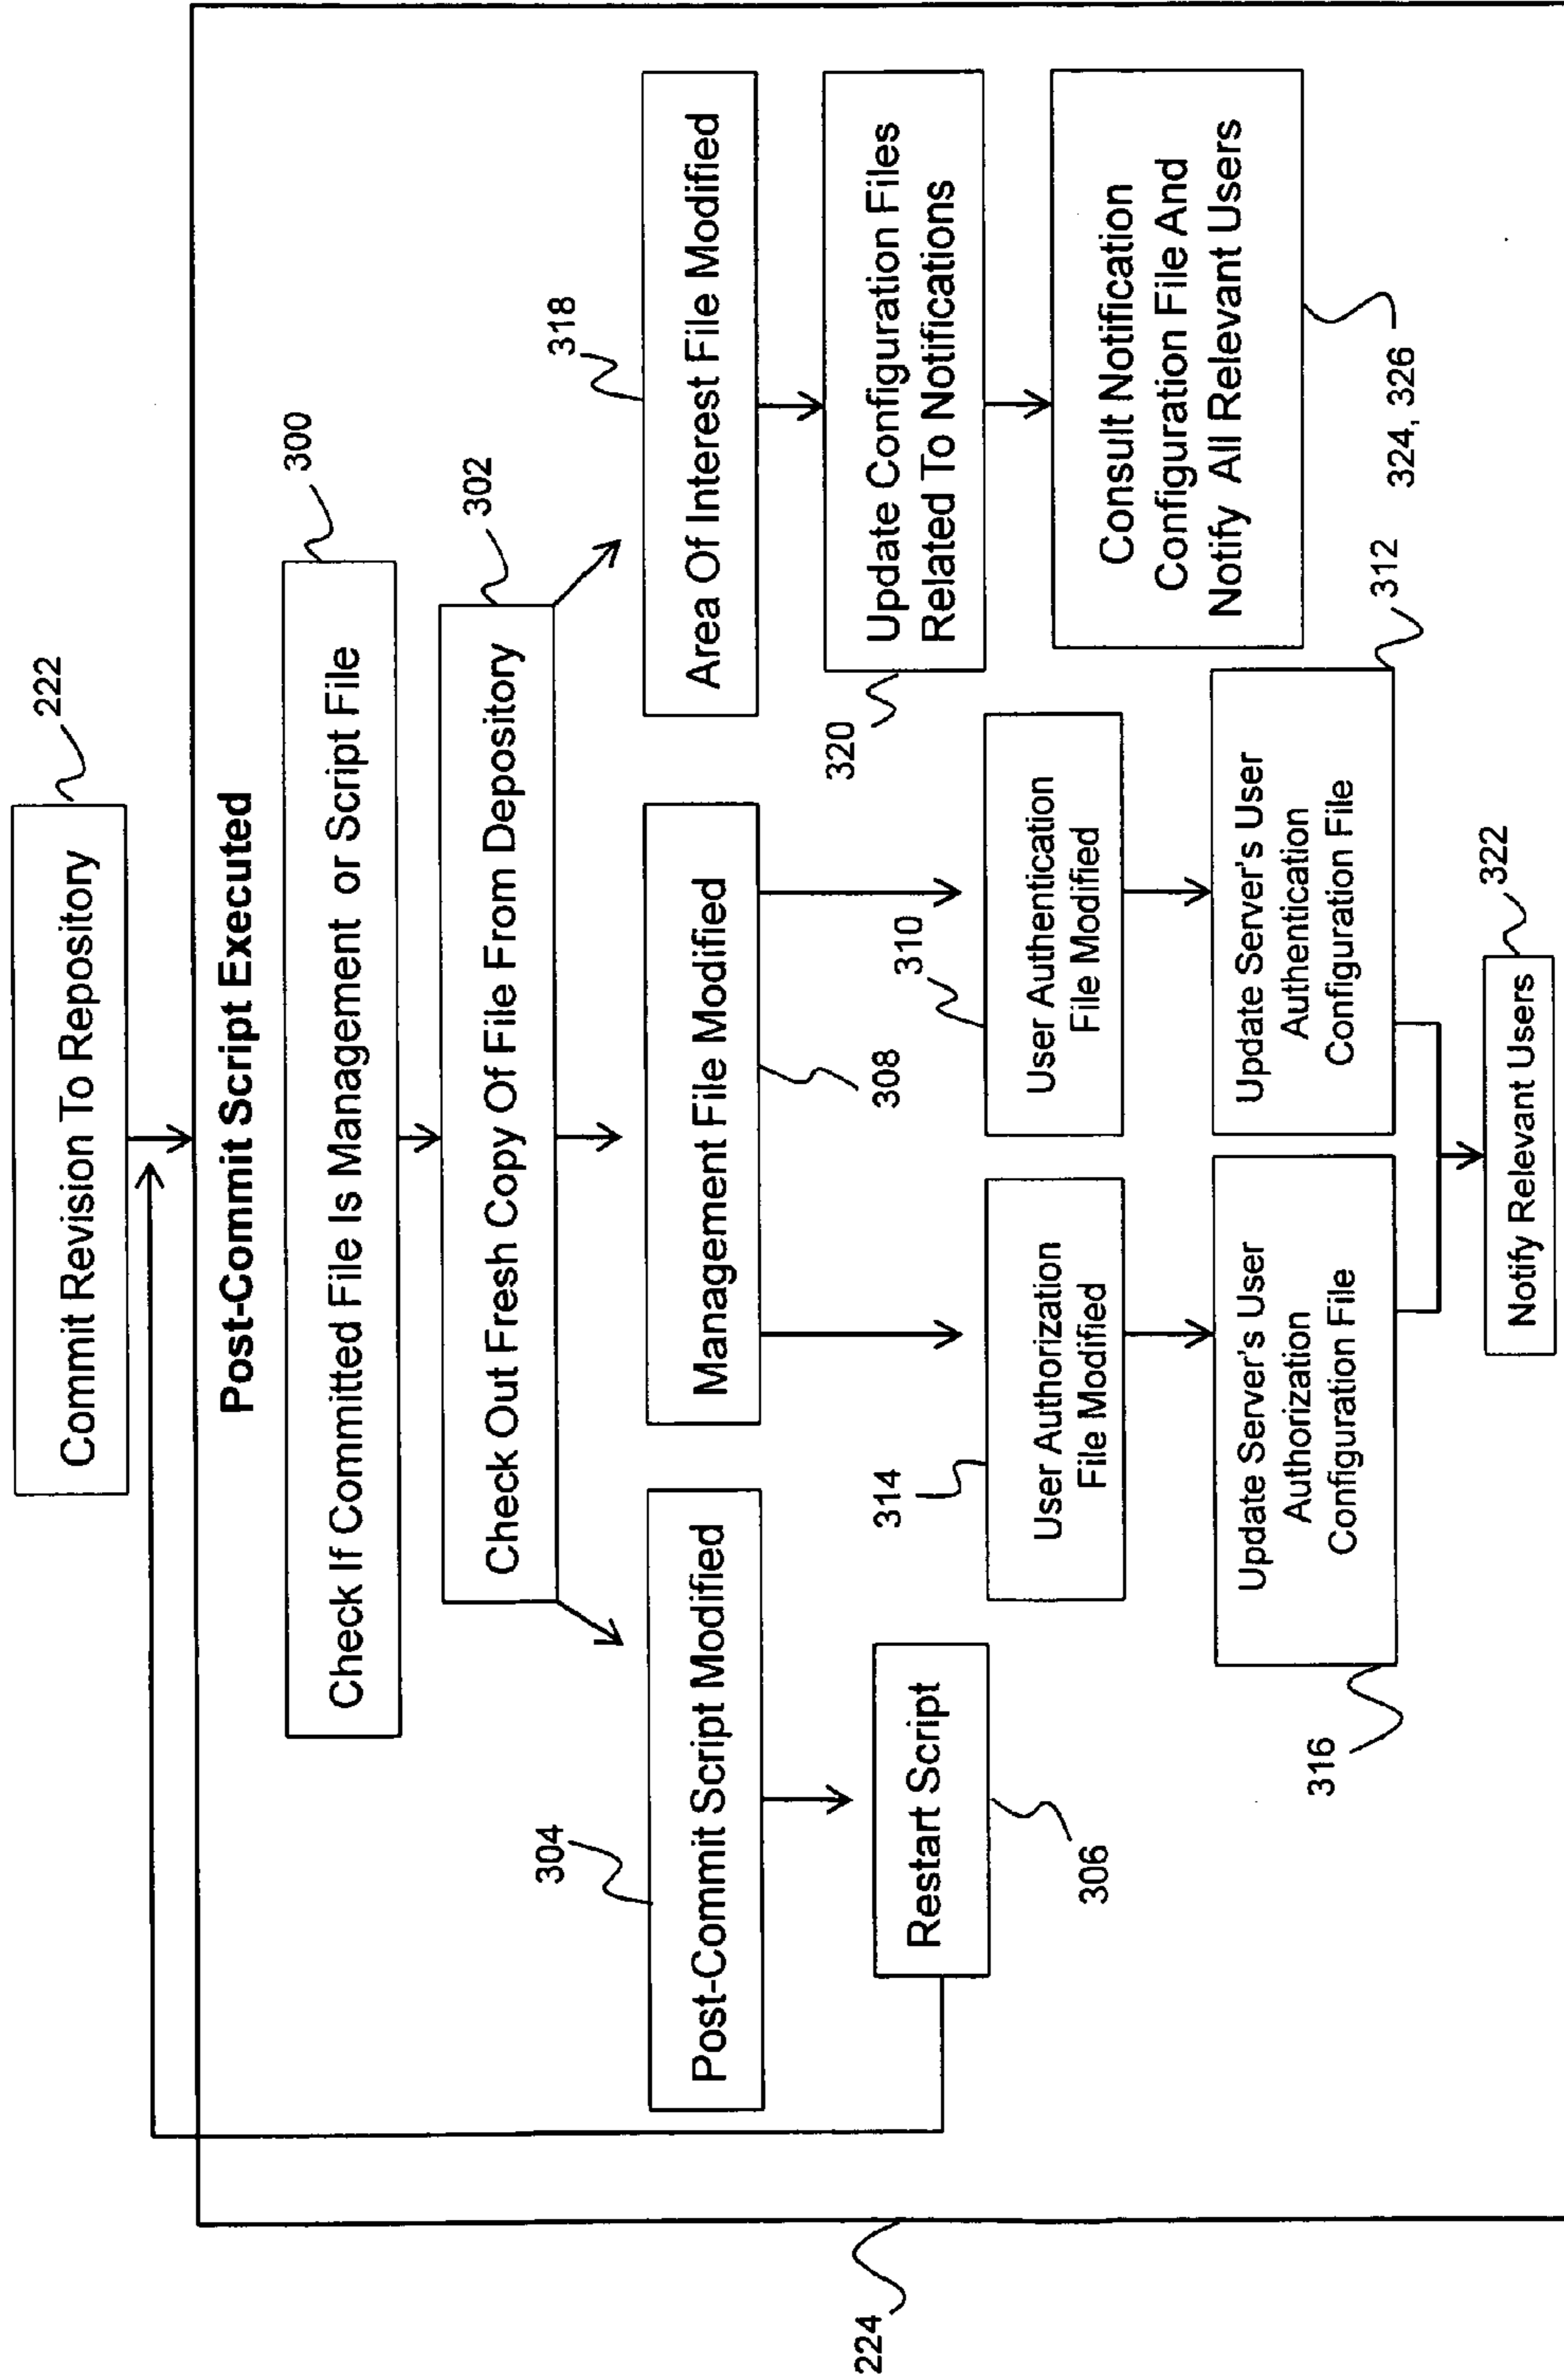 Commit Revision To Repository
222
Post-Commit Script Executed
Check If Committed File Is Management or Script File
300
Check Out Fresh Copy Of File From Depository
302
304
Post-Commit Script Modified
Restart Script
306
Management File Modified
308
314
User Authorization
File Modified
Update Server's User
Authorization
Configuration File
316
310
User Authentication
File Modified
Update Server's User
Authentication
Configuration File
312
Notify Relevant Users
322
318
Area Of Interest File Modified
Update Configuration Files
Related To Notifications
320
Consult Notification
Configuration File And
Notify All Relevant Users
324, 326
224